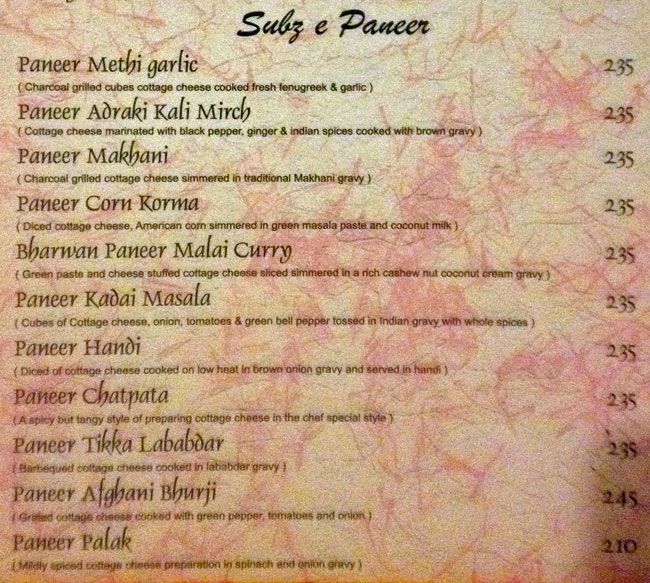 Subz e Paneer
Paneer Methi garlic 235
( Charcoal grilled cubes cottage cheese cooked fresh fenugreek & garlic )
Paneer Adraki Kali Mirch 235
( Cottage cheese marinated with black pepper, ginger & indian spices cooked with brown gravy )
Paneer Makhani 235
( Charcoal grilled cottage cheese simmered in traditional Makhani gravy )
Paneer Corn Korma 235
( Diced cottage cheese, American corn simmered in green masala paste and coconut milk )
Bharwan Paneer Malai Curry 235
( Green paste and cheese stuffed cottage cheese sliced simmered in a rich cashew nut coconut cream gravy )
Paneer Kadai Masala 235
( Cubes of Cottage cheese, onion, tomatoes & green bell pepper tossed in Indian gravy with whole spices )
Paneer Handi 235
( Diced of cottage cheese cooked on low heat in brown onion gravy and served in handi )
Paneer Chatpata 235
( A spicy but tangy style of preparing cottage cheese in the chef special style )
Paneer Tikka Lababdar 235
( Barbequed cottage cheese cooked in lababdar gravy )
Paneer Afghani Bhurji 245
( Grated cottage cheese cooked with green pepper, tomatoes and onion )
Paneer Palak 210
( Mildly spiced cottage cheese preparation in spinach and onion gravy )